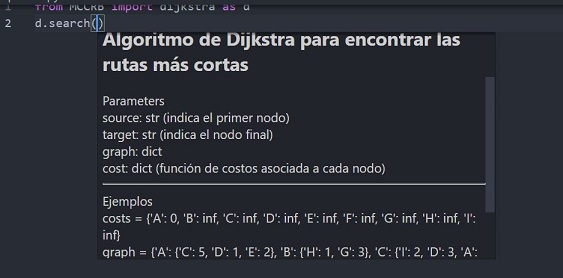 1 from MCCRB import dijkstra as d
2 d.search()
Algoritmo de Dijkstra para encontrar las
rutas más cortas
Parameters
source: str (indica el primer nodo)
target: str (indica el nodo final)
graph: dict
cost: dict (función de costos asociada a cada nodo)
Ejemplos
costs = {'A': 0, 'B': inf, 'C': inf, 'D': inf, 'E': inf, 'F': inf, 'G': inf, 'H': inf, 'I':
inf}
graph = {'A': {'C': 5, 'D': 1, 'E': 2}, 'B': {'H': 1, 'G': 3}, 'C': {'I': 2, 'D': 3, 'A':